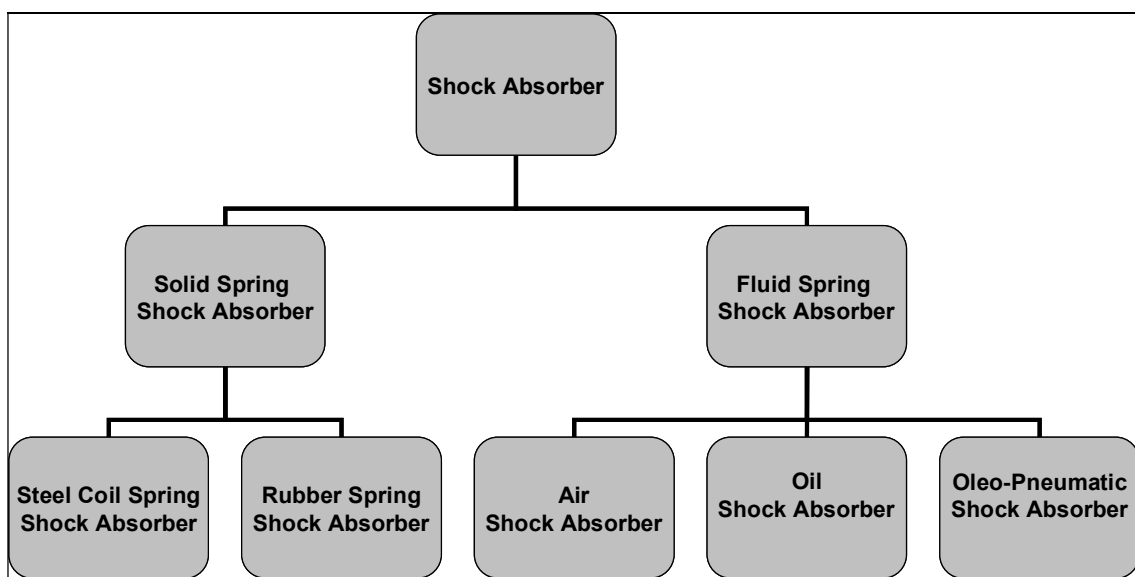 Shock Absorber
Solid Spring
Shock Absorber
Fluid Spring
Shock Absorber
Steel Coil Spring
Shock Absorber
Rubber Spring
Shock Absorber
Air
Shock Absorber
Oil
Shock Absorber
Oleo-Pneumatic
Shock Absorber